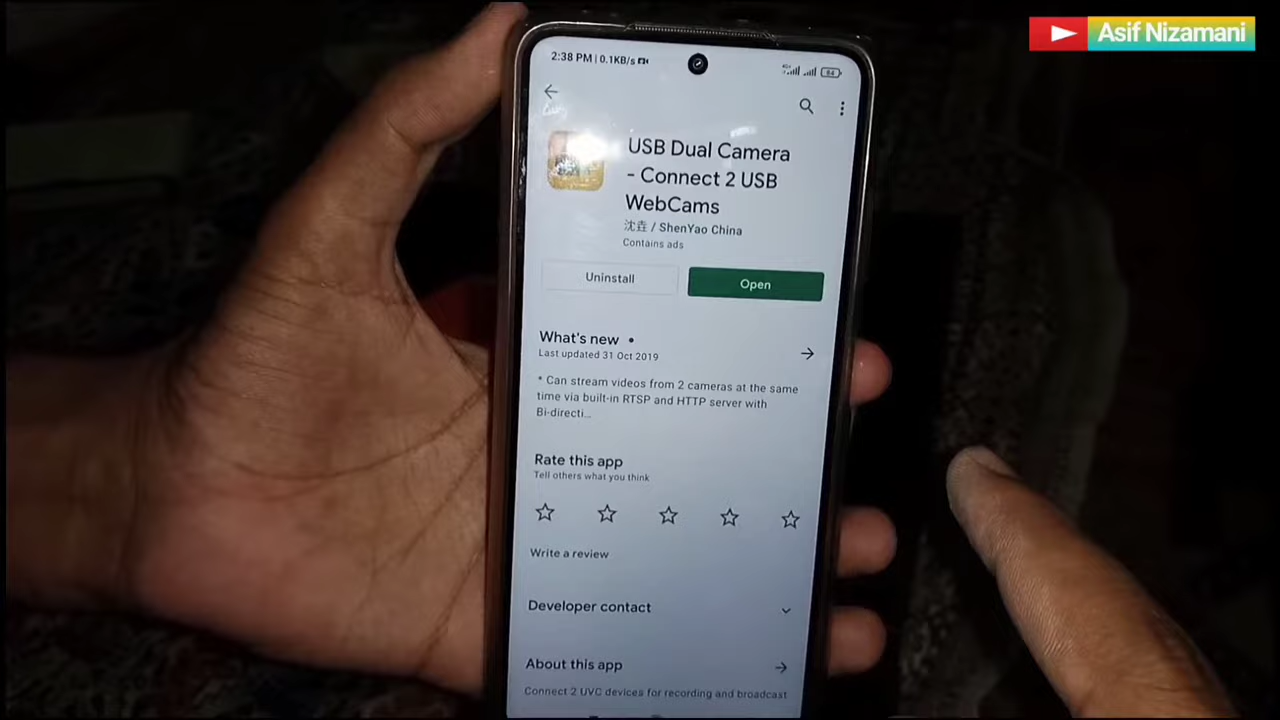 Asif Nizamani
2:38 PM | 0.1KB/s
4G
64
USB Dual Camera
- Connect 2 USB
WebCams
沈垚 / ShenYao China
Contains ads
Uninstall
Open
What's new •
Last updated 31 Oct 2019
* Can stream videos from 2 cameras at the same
time via built-in RTSP and HTTP server with
Bi-directi...
Rate this app
Tell others what you think
Write a review
Developer contact
About this app
Connect 2 UVC devices for recording and broadcast